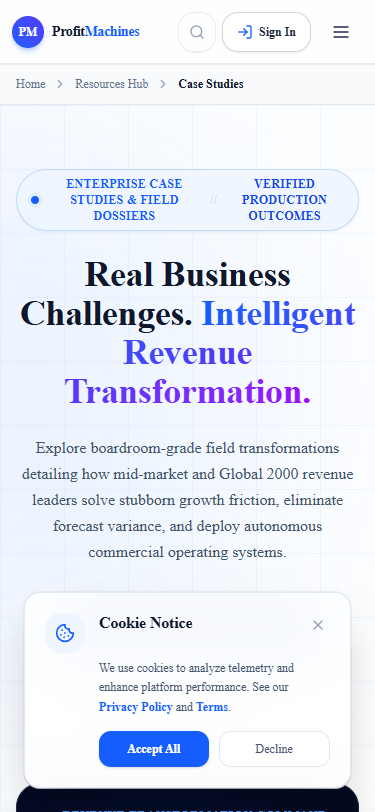 PM ProfitMachines Sign In
Home > Resources Hub > Case Studies
ENTERPRISE CASE
STUDIES & FIELD
DOSSIERS
//
VERIFIED
PRODUCTION
OUTCOMES
Real Business
Challenges. Intelligent
Revenue
Transformation.
Explore boardroom-grade field transformations
detailing how mid-market and Global 2000 revenue
leaders solve stubborn growth friction, eliminate
forecast variance, and deploy autonomous
commercial operating systems.
Cookie Notice
We use cookies to analyze telemetry and
enhance platform performance. See our
Privacy Policy and Terms.
Accept All Decline